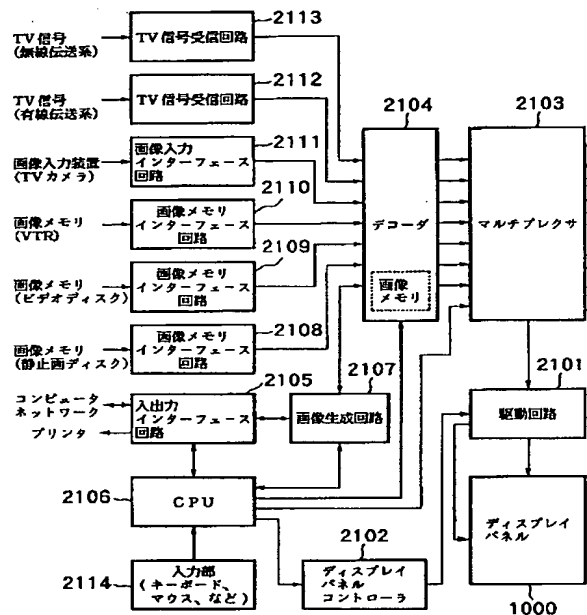 2113
TV 信号
(無線伝送系)
TV 信号受信回路
2112
TV 信号
(有線伝送系)
TV 信号受信回路
2111
画像入力装置
(TV カメラ)
画像入力
インターフェース
回路
2110
画像メモリ
(VTR)
画像メモリ
インターフェース
回路
2109
画像メモリ
(ビデオディスク)
画像メモリ
インターフェース
回路
2108
画像メモリ
(静止画ディスク)
画像メモリ
インターフェース
回路
2104
デコーダ
画像
メモリ
2103
マルチプレクサ
2105
コンピュータ
ネットワーク
プリンタ
入出力
インターフェース
回路
2107
画像生成回路
2101
駆動回路
2106
CPU
2102
ディスプレイ
パネル
コントローラ
ディスプレイ
パネル
1000
2114
入力部
(キーボード、
マウス、など)